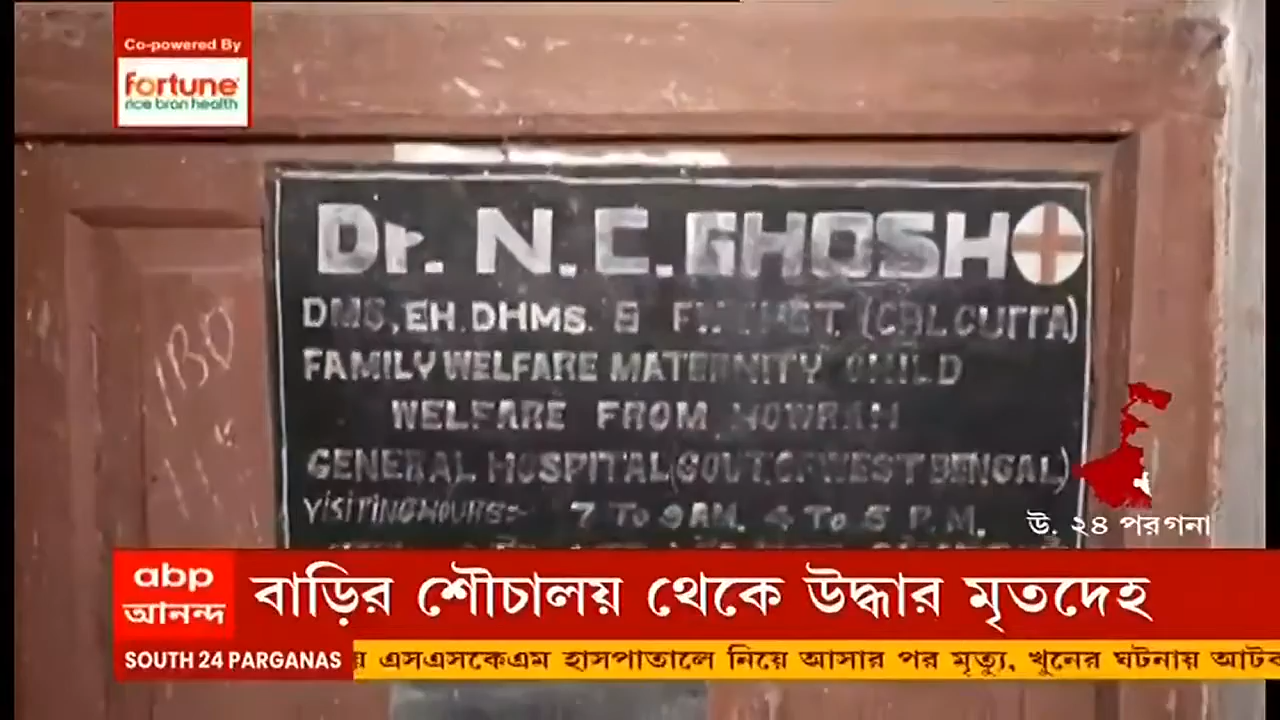 Co-powered By
fortune
rice bran health
Dr. N. C. GHOSH
DMS, EH. DHMS. & (CALCUTTA)
FAMILY WELFARE MATERNITY CHILD
WELFARE FROM HOWRAH
GENERAL HOSPITAL (GOVT. OF WEST BENGAL)
VISITING HOURS:- 7 TO 9 AM. 4 TO 5 P.M.
উ. ২৪ পরগনা
abp
আনন্দ
বাড়ির শৌচালয় থেকে উদ্ধার মৃতদেহ
SOUTH 24 PARGANAS
এসএসকেএম হাসপাতালে নিয়ে আসার পর মৃত্যু, খুনের ঘটনায় আটক